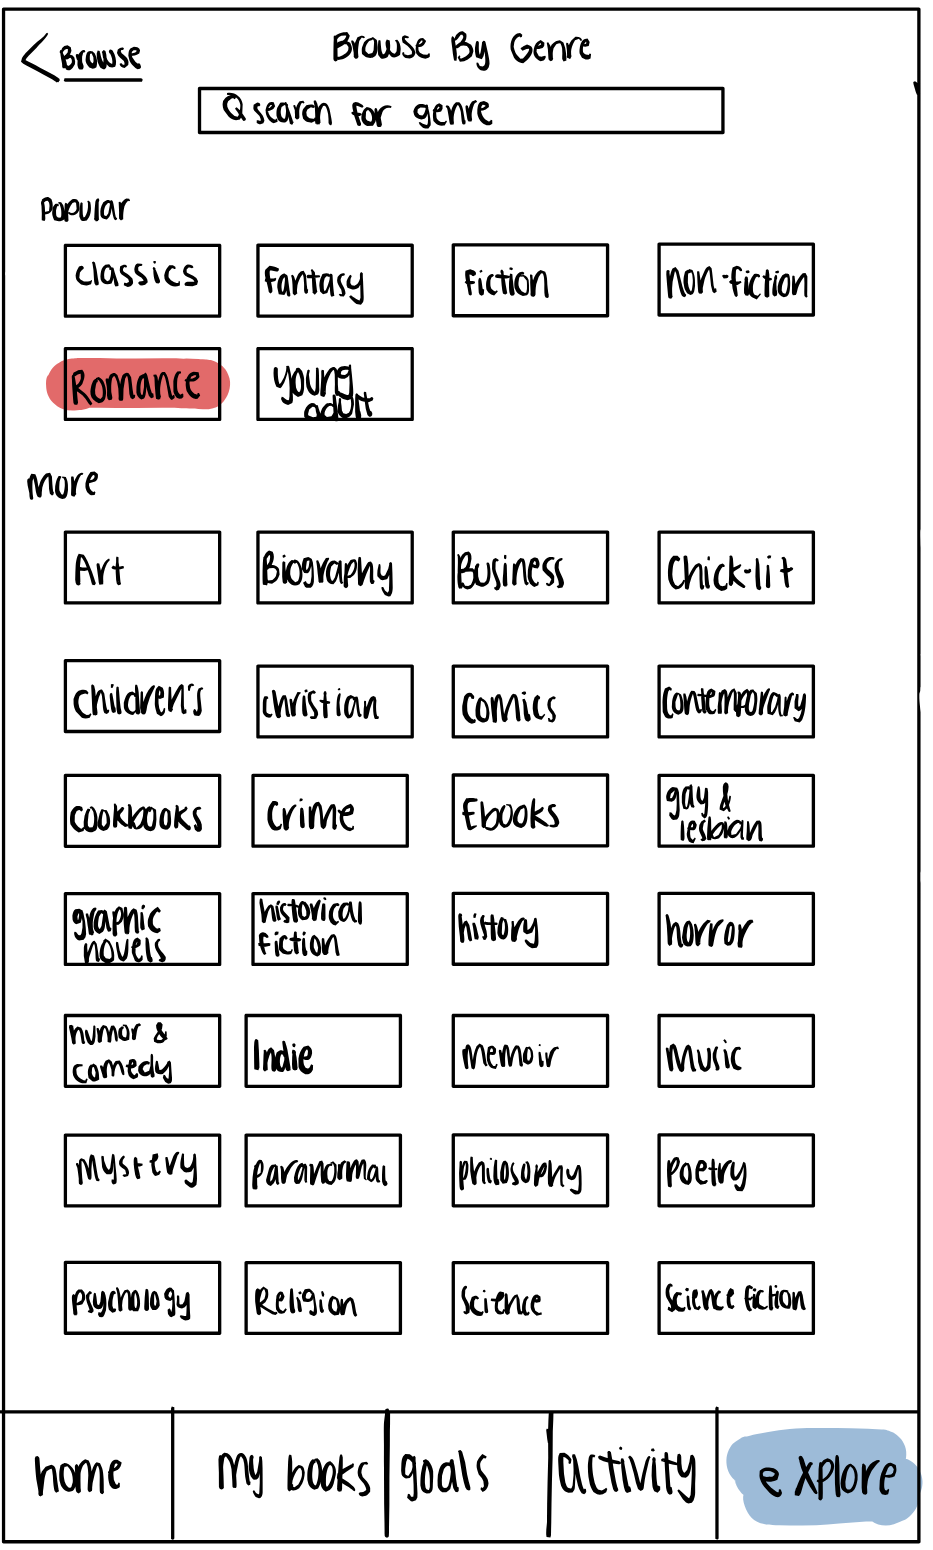 Browse
Browse By Genre
search for genre
Popular
classics
Fantasy
Fiction
non-fiction
Romance
young
adult
more
Art
Biography
Business
Chick-lit
Children's
christian
comics
contemporary
cookbooks
crime
Ebooks
gay &
lesbian
graphic
novels
historical
fiction
history
horror
humor &
comedy
Indie
memoir
music
mystery
paranormal
philosophy
poetry
psychology
Religion
Science
Science fiction
home
my books
goals
activity
eXplore